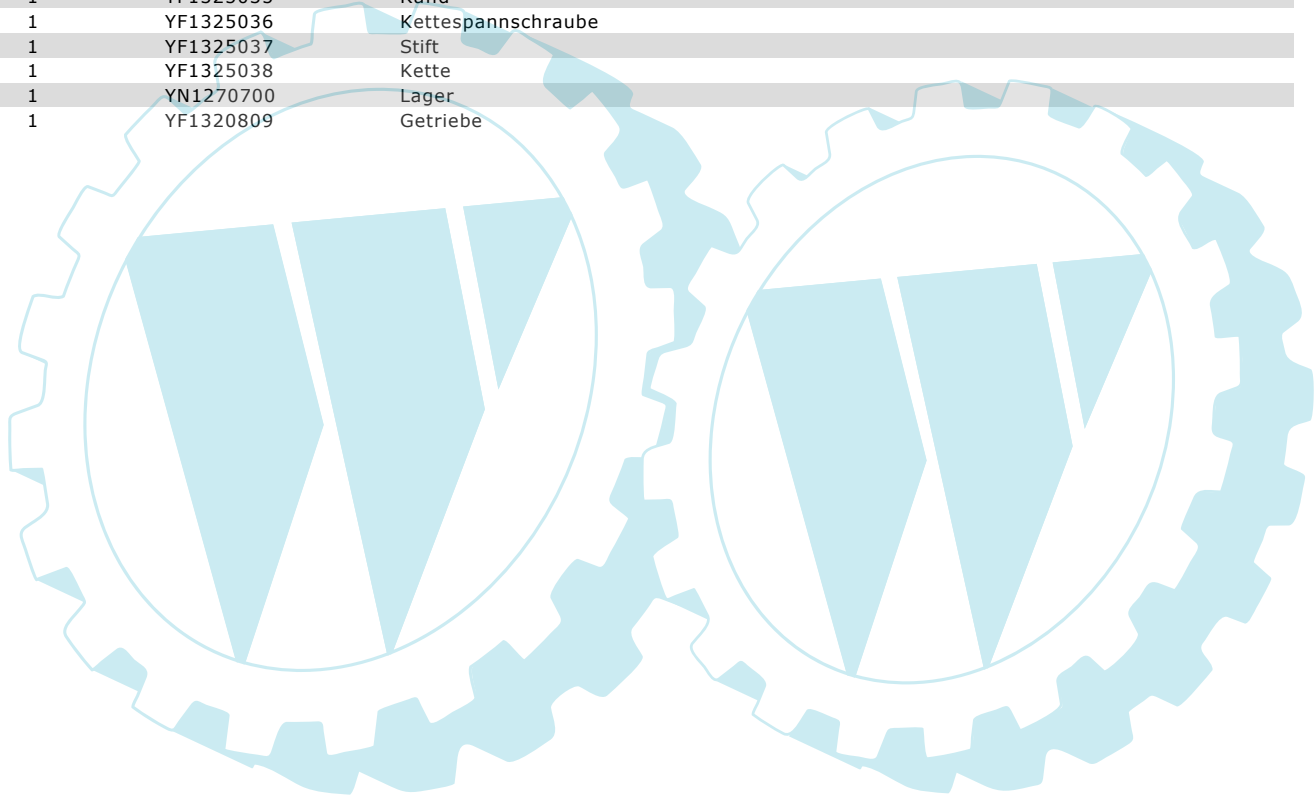 1 YF1325036 Kettespannschraube
1 YF1325037 Stift
1 YF1325038 Kette
1 YN1270700 Lager
1 YF1320809 Getriebe